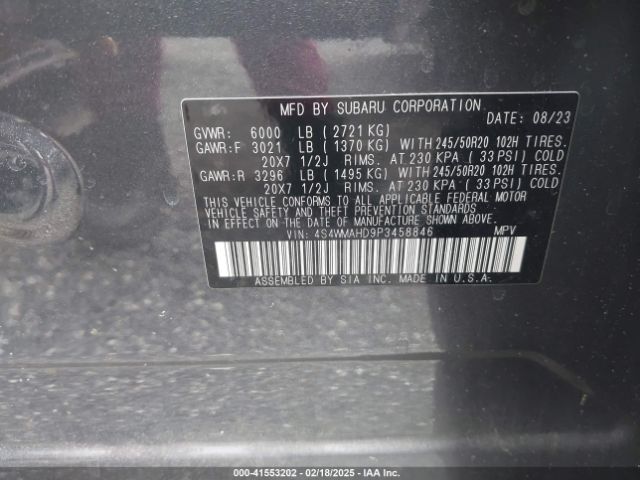 MFD BY SUBARU CORPORATION
DATE: 08/23
GVWR: 6000 LB (2721KG)
GAWR:F 3021 LB (1370 KG) WITH 245/50R20 102H TIRES.
20X7 1/2J RIMS. AT 230 KPA (33 PSI) COLD
GAWR:R 3296 LB (1495 KG) WITH 245/50R20 102H TIRES.
20X7 1/2J RIMS. AT 230 KPA (33 PSI) COLD
THIS VEHICLE CONFORMS TO ALL APPLICABLE FEDERAL MOTOR
VEHICLE SAFETY AND THEFT PREVENTION STANDARDS
IN EFFECT ON THE DATE OF MANUFACTURE SHOWN ABOVE.
VIN: 4S4WMAHD9P3458846 MPV
ASSEMBLED BY SIA INC. MADE IN U.S.A.
000-41553202 - 02/18/2025 - IAA Inc.